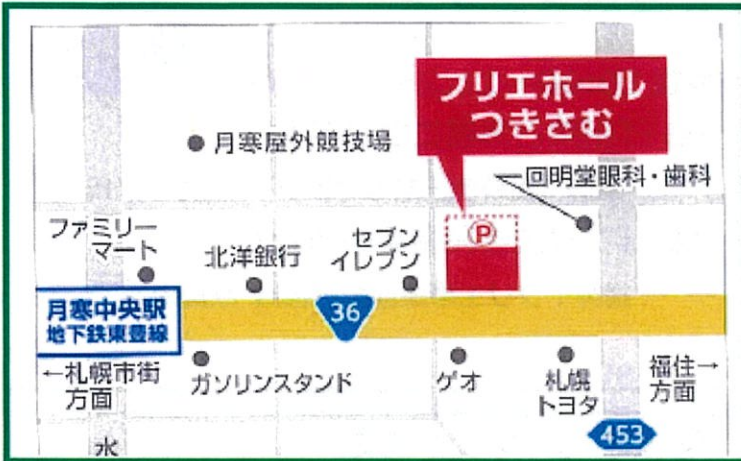 フリエホール
つきさむ
月寒屋外競技場
回明堂眼科・歯科
ファミリー
マート
北洋銀行
セブン
イレブン
P
月寒中央駅
地下鉄東豊線
36
←札幌市街
方面
ガソリンスタンド
ゲオ
札幌
トヨタ
福住→
方面
453
水